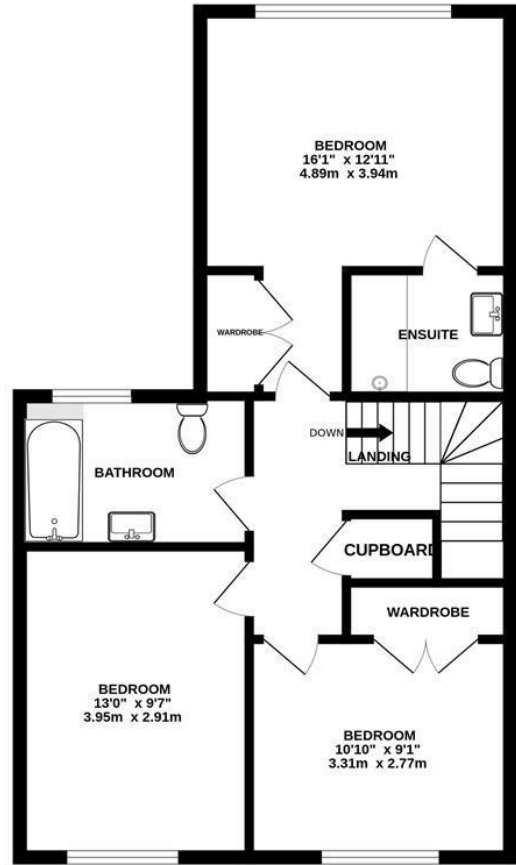 BEDROOM
16'1" x 12'11"
4.89m x 3.94m
WARDROBE
ENSUITE
DOWN
LANDING
BATHROOM
CUPBOARD
WARDROBE
BEDROOM
13'0" x 9'7"
3.95m x 2.91m
BEDROOM
10'10" x 9'1"
3.31m x 2.77m